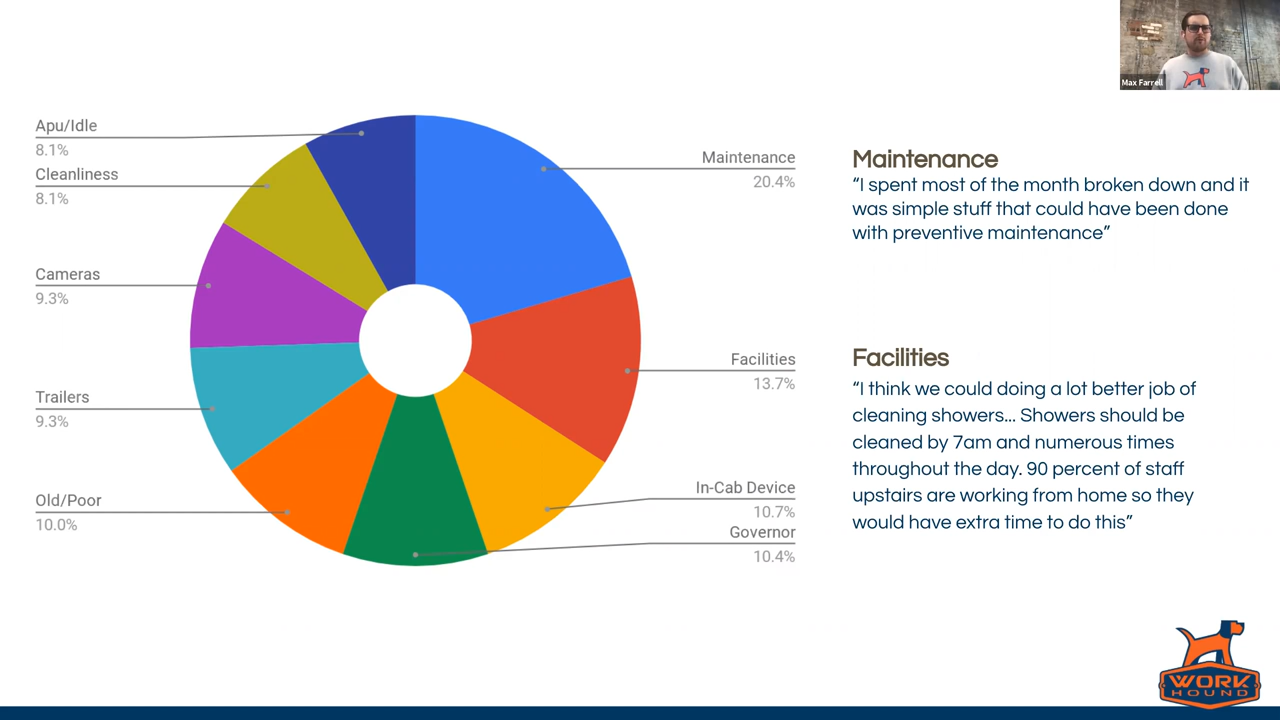 Max Farrell
Apu/Idle
8.1%
Cleanliness
8.1%
Cameras
9.3%
Trailers
9.3%
Old/Poor
10.0%
Maintenance
20.4%
Facilities
13.7%
In-Cab Device
10.7%
Governor
10.4%
Maintenance
“I spent most of the month broken down and it
was simple stuff that could have been done
with preventive maintenance”
Facilities
“I think we could doing a lot better job of
cleaning showers... Showers should be
cleaned by 7am and numerous times
throughout the day. 90 percent of staff
upstairs are working from home so they
would have extra time to do this”
WORK
HOUND